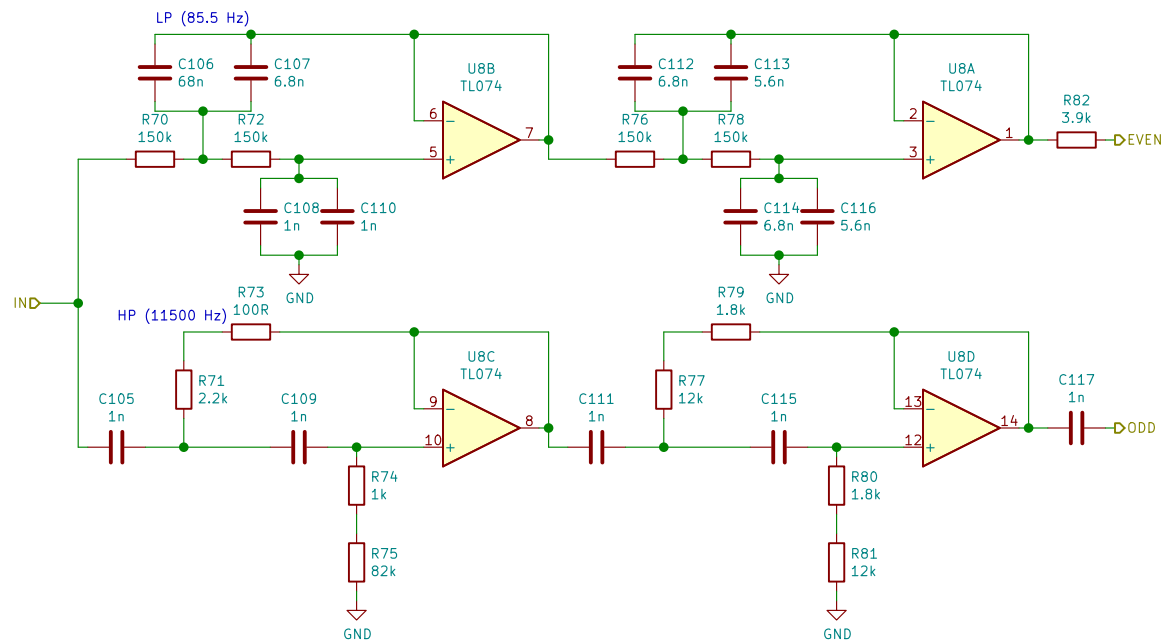 LP (85.5 Hz)
C106
68n
C107
6.8n
U8B
TL074
C112
6.8n
C113
5.6n
U8A
TL074
R70
150k
R72
150k
6
5
7
R76
150k
R78
150k
2
3
1
R82
3.9k
EVEN
C108
1n
C110
1n
C114
6.8n
C116
5.6n
GND
GND
IN
HP (11500 Hz)
R73
100R
R79
1.8k
U8C
TL074
U8D
TL074
C105
1n
R71
2.2k
C109
1n
9
10
8
C111
1n
R77
12k
C115
1n
13
12
14
C117
1n
ODD
R74
1k
R80
1.8k
R75
82k
R81
12k
GND
GND